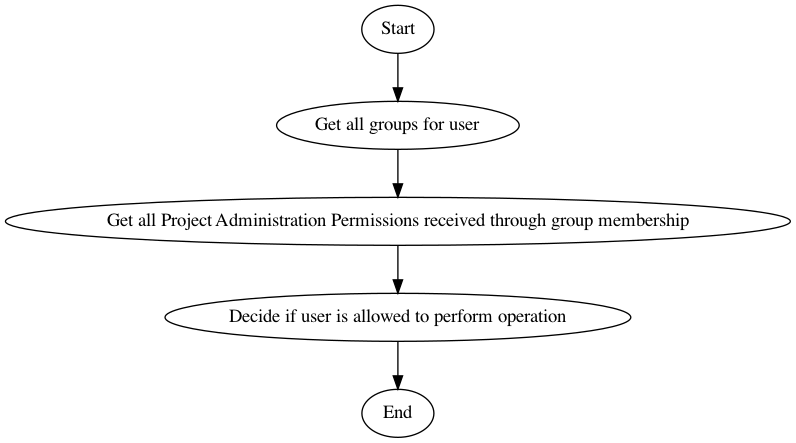 Start
Get all groups for user
Get all Project Administration Permissions received through group membership
Decide if user is allowed to perform operation
End